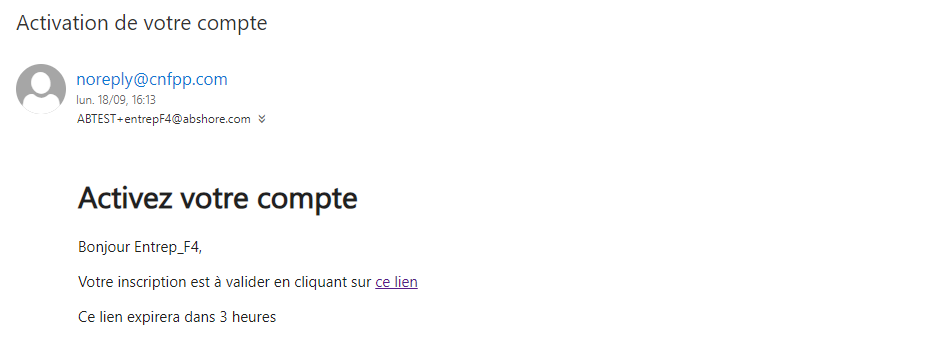 Activation de votre compte
noreply@cnfpp.com
lun. 18/09, 16:13
ABTEST+entrepF4@abshore.com
Activez votre compte
Bonjour Entrep_F4,
Votre inscription est à valider en cliquant sur ce lien
Ce lien expirera dans 3 heures